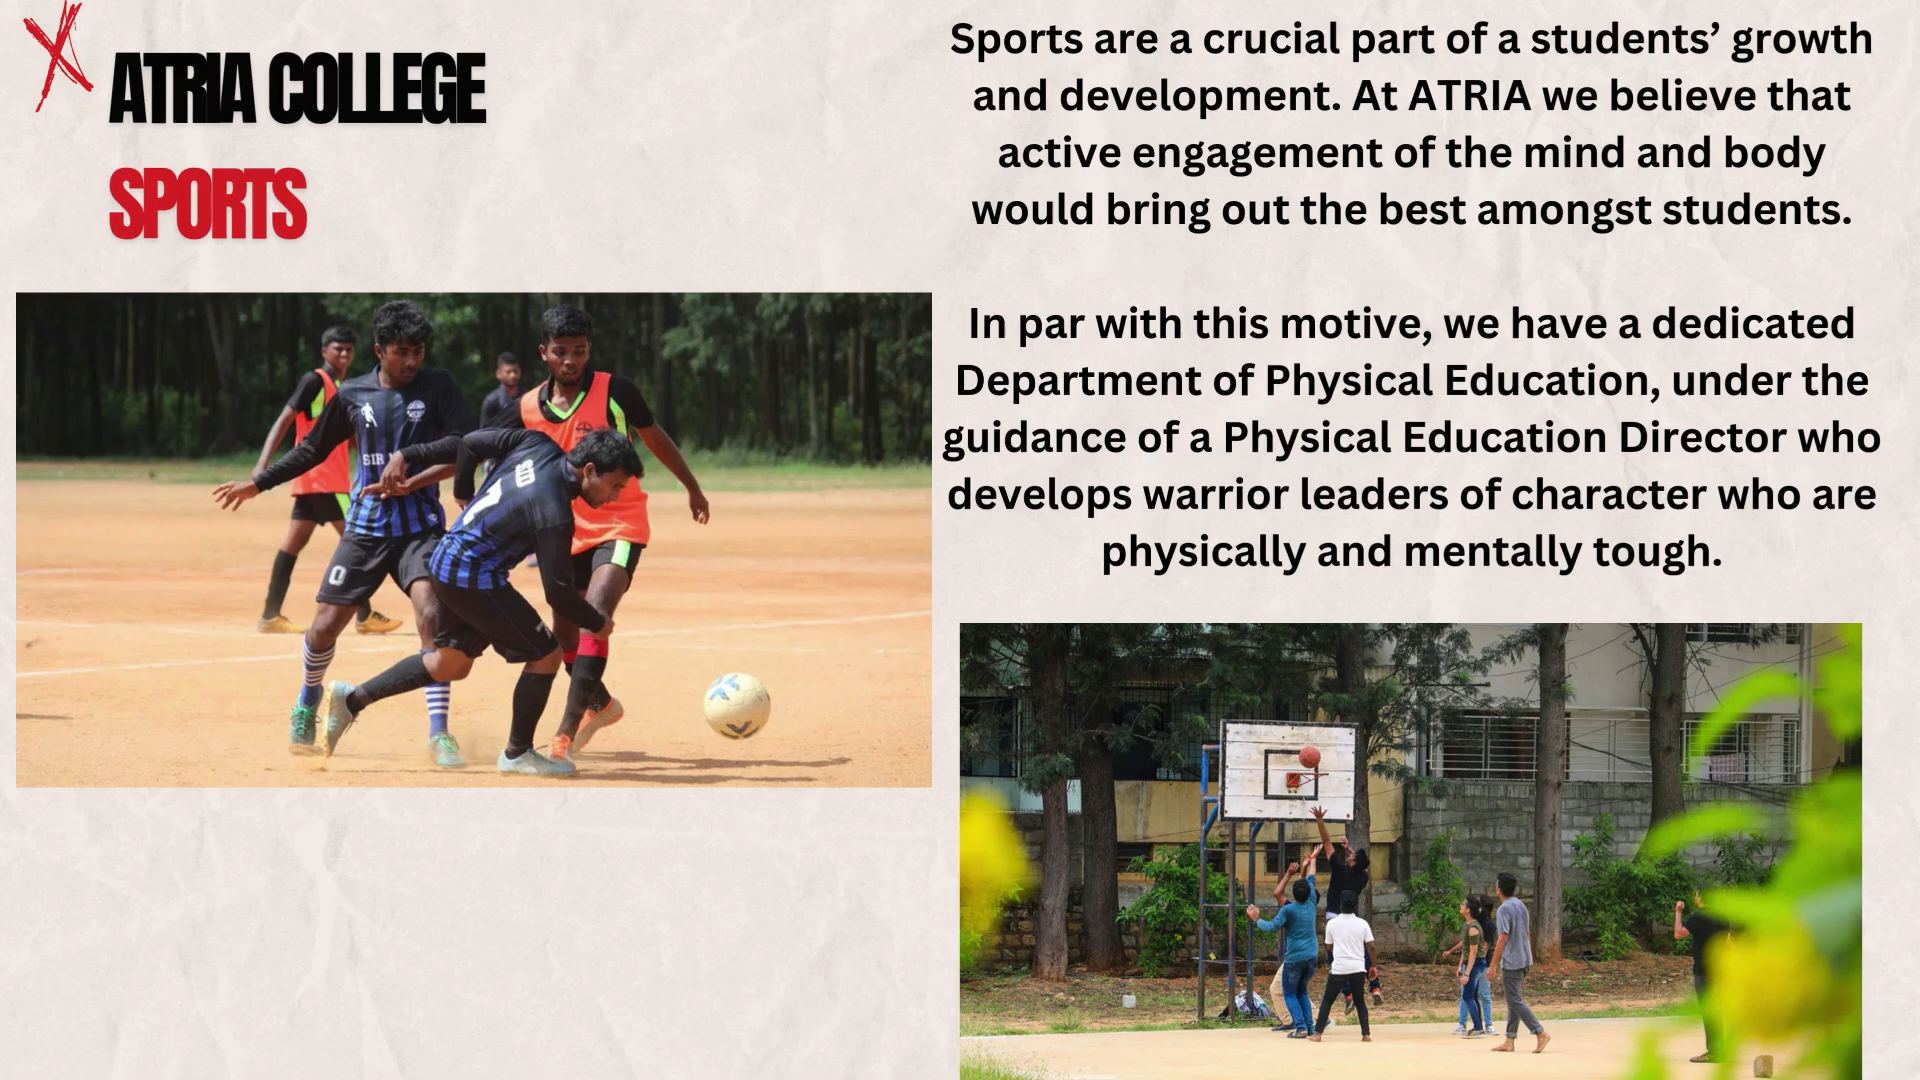 ATRIA COLLEGE
SPORTS
Sports are a crucial part of a students’ growth
and development. At ATRIA we believe that
active engagement of the mind and body
would bring out the best amongst students.
In par with this motive, we have a dedicated
Department of Physical Education, under the
guidance of a Physical Education Director who
develops warrior leaders of character who are
physically and mentally tough.
SIR
SID
7
0